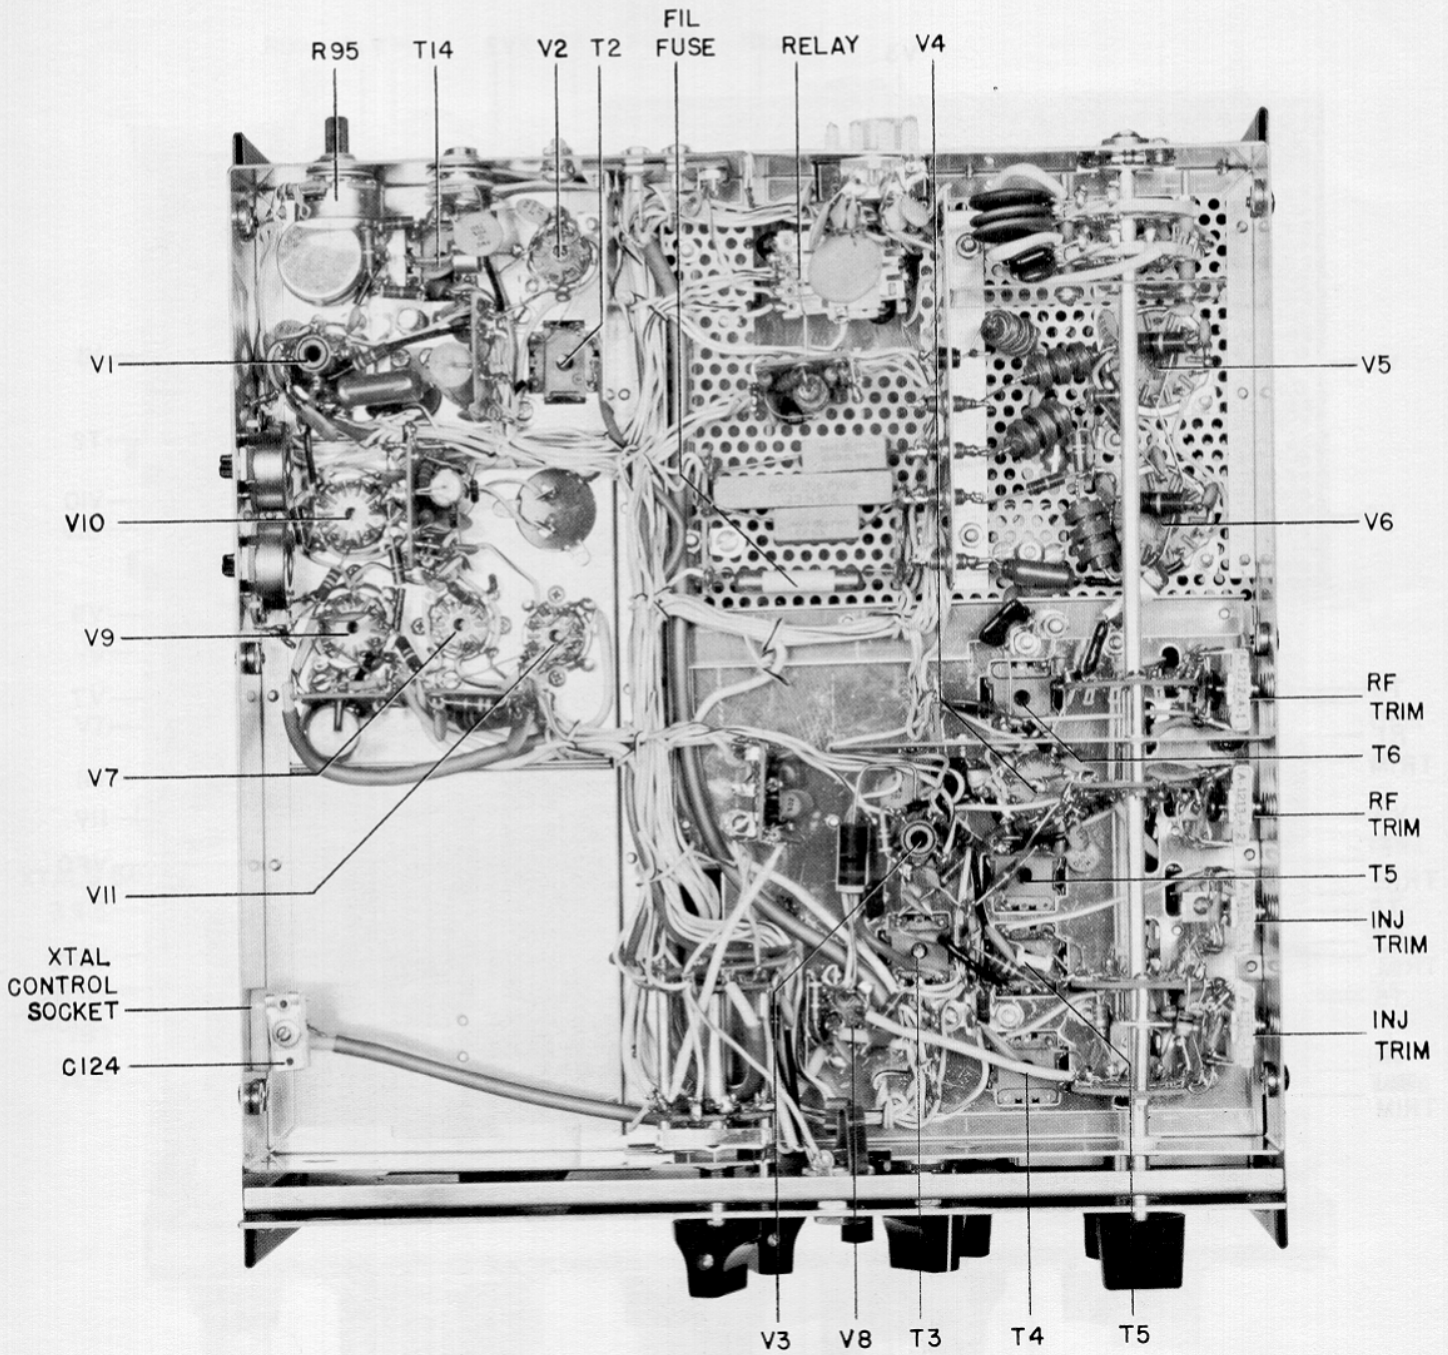 FIL
FUSE
R95
T14
V2
T2
RELAY
V4
V1
V5
V10
V6
V9
RF
TRIM
T6
V7
RF
TRIM
T5
V11
INJ
TRIM
XTAL
CONTROL
SOCKET
INJ
TRIM
C124
V3
V8
T3
T4
T5